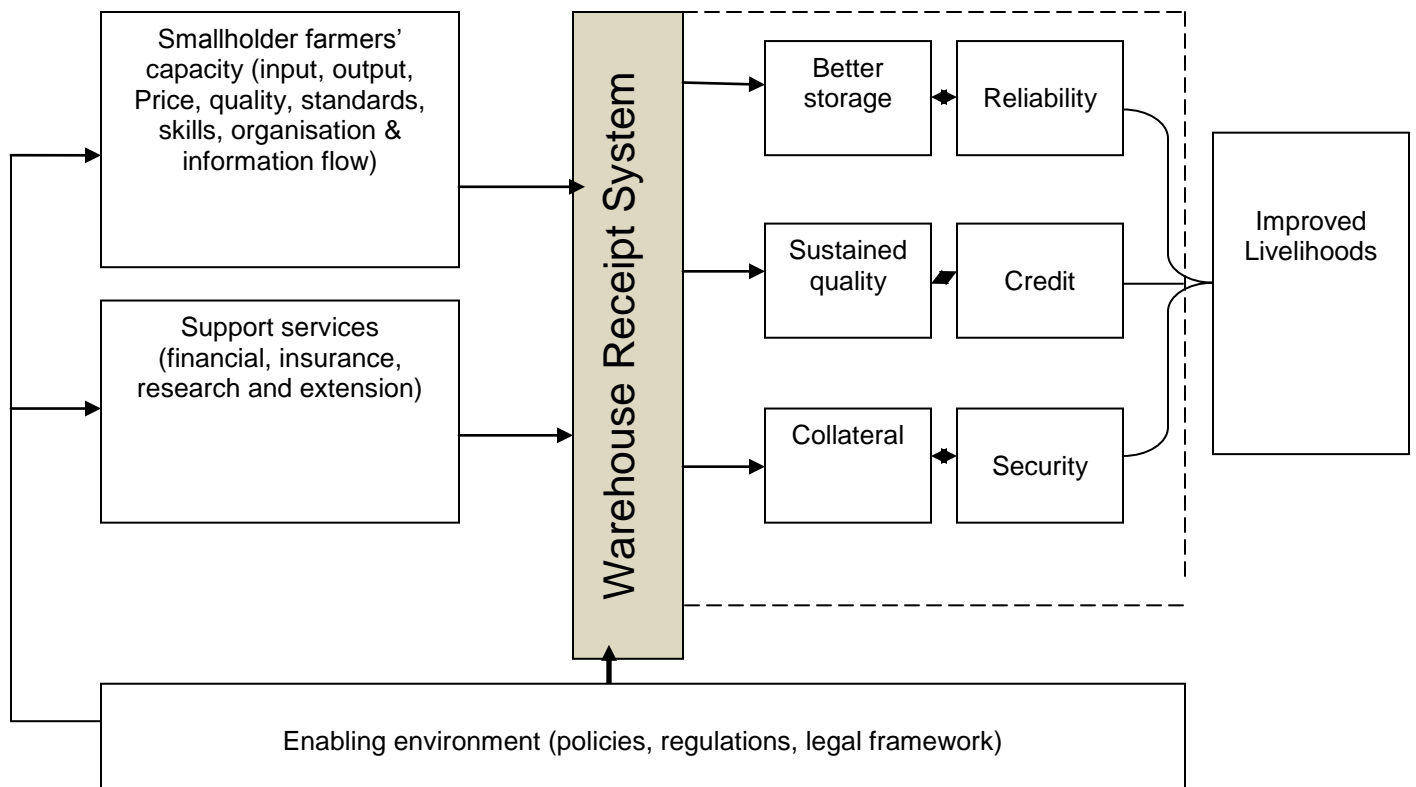 Smallholder farmers’
capacity (input, output,
Price, quality, standards,
skills, organisation &
information flow)
Support services
(financial, insurance,
research and extension)
Warehouse Receipt System
Better
storage
Reliability
Sustained
quality
Credit
Collateral
Security
Improved
Livelihoods
Enabling environment (policies, regulations, legal framework)